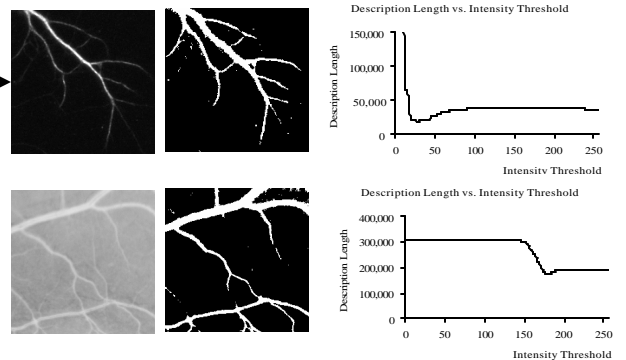 Description Length vs. Intensity Threshold
150,000
100,000
50,000
0
Description Length
0 50 100 150 200 250
Intensity Threshold
Description Length vs. Intensity Threshold
400,000
300,000
200,000
100,000
0
Description Length
0 50 100 150 200 250
Intensity Threshold